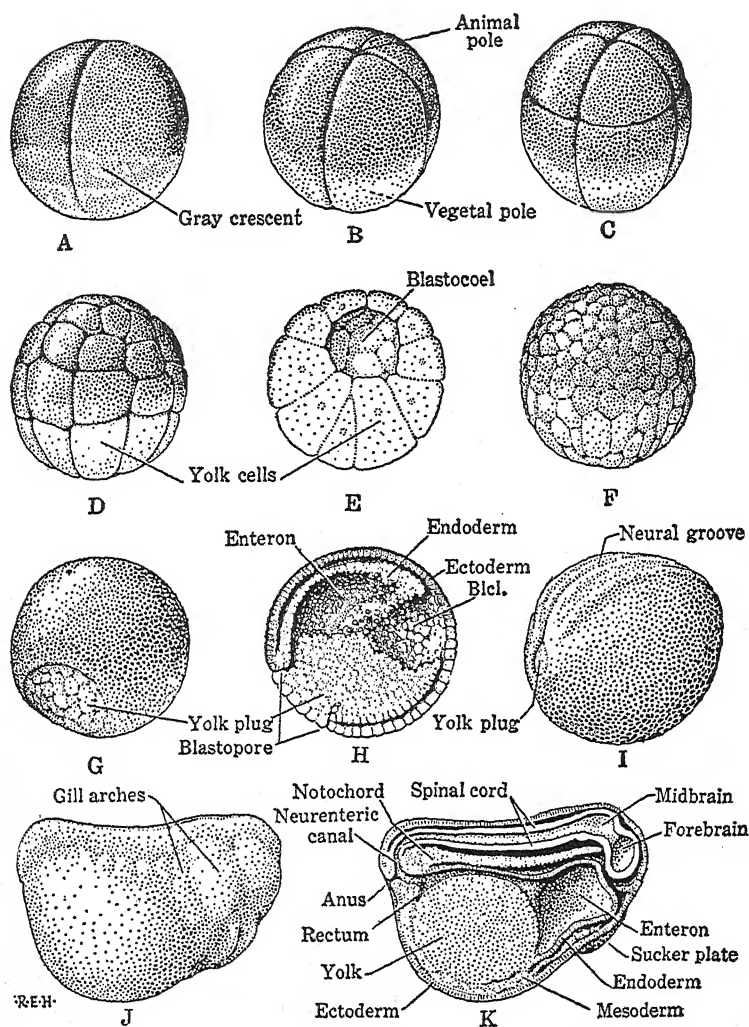 Animal
pole
Gray crescent
Vegetal pole
A
B
C
Blastocoel
Yolk cells
D
E
F
Enteron
Endoderm
Ectoderm
Blcl.
Neural groove
Yolk plug
Blastopore
Yolk plug
G
H
I
Gill arches
Notochord
Neurenteric
canal
Spinal cord
Midbrain
Forebrain
Anus
Rectum
Yolk
Ectoderm
Enteron
Sucker plate
Endoderm
Mesoderm
·R·E·H·
J
K